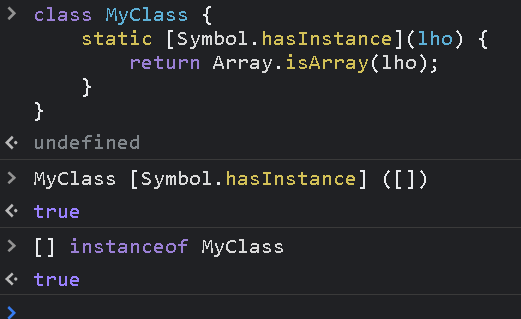 class MyClass {
    static [Symbol.hasInstance](lho) {
        return Array.isArray(lho);
    }
}
undefined
MyClass [Symbol.hasInstance] ([])
true
[] instanceof MyClass
true